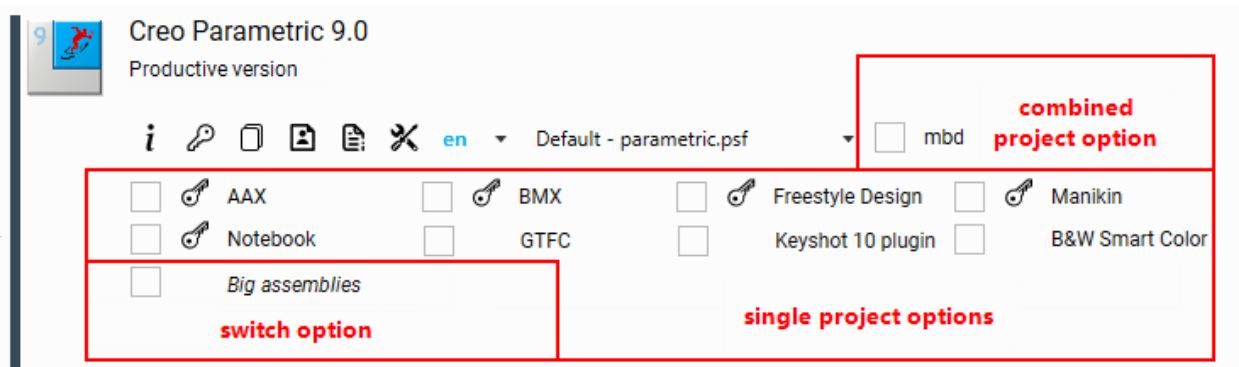 9
Creo Parametric 9.0
Productive version
combined
project option
i en Default - parametric.psf mbd
AAX BMX Freestyle Design Manikin
Notebook GTFC Keyshot 10 plugin B&W Smart Color
Big assemblies
switch option
single project options